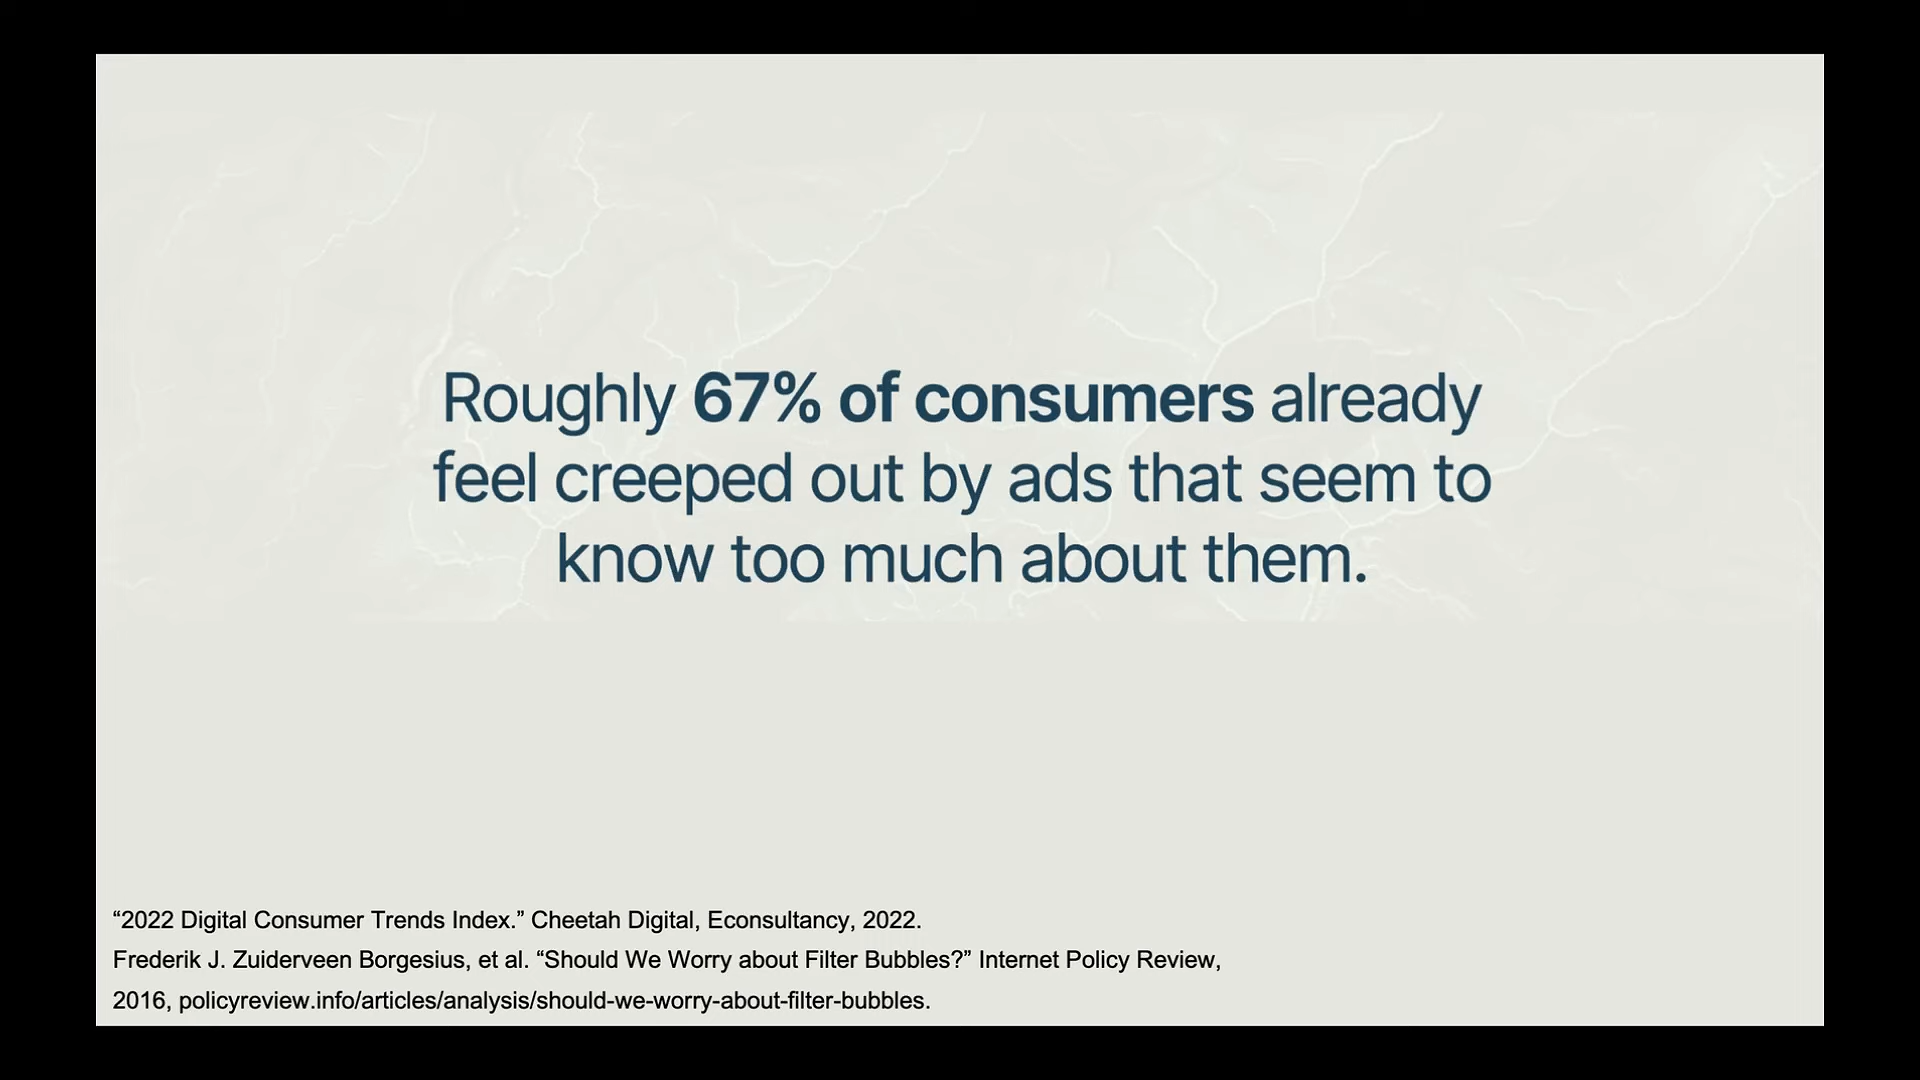 Roughly 67% of consumers already
feel creeped out by ads that seem to
know too much about them.
“2022 Digital Consumer Trends Index.” Cheetah Digital, Econsultancy, 2022.
Frederik J. Zuiderveen Borgesius, et al. “Should We Worry about Filter Bubbles?” Internet Policy Review,
2016, policyreview.info/articles/analysis/should-we-worry-about-filter-bubbles.